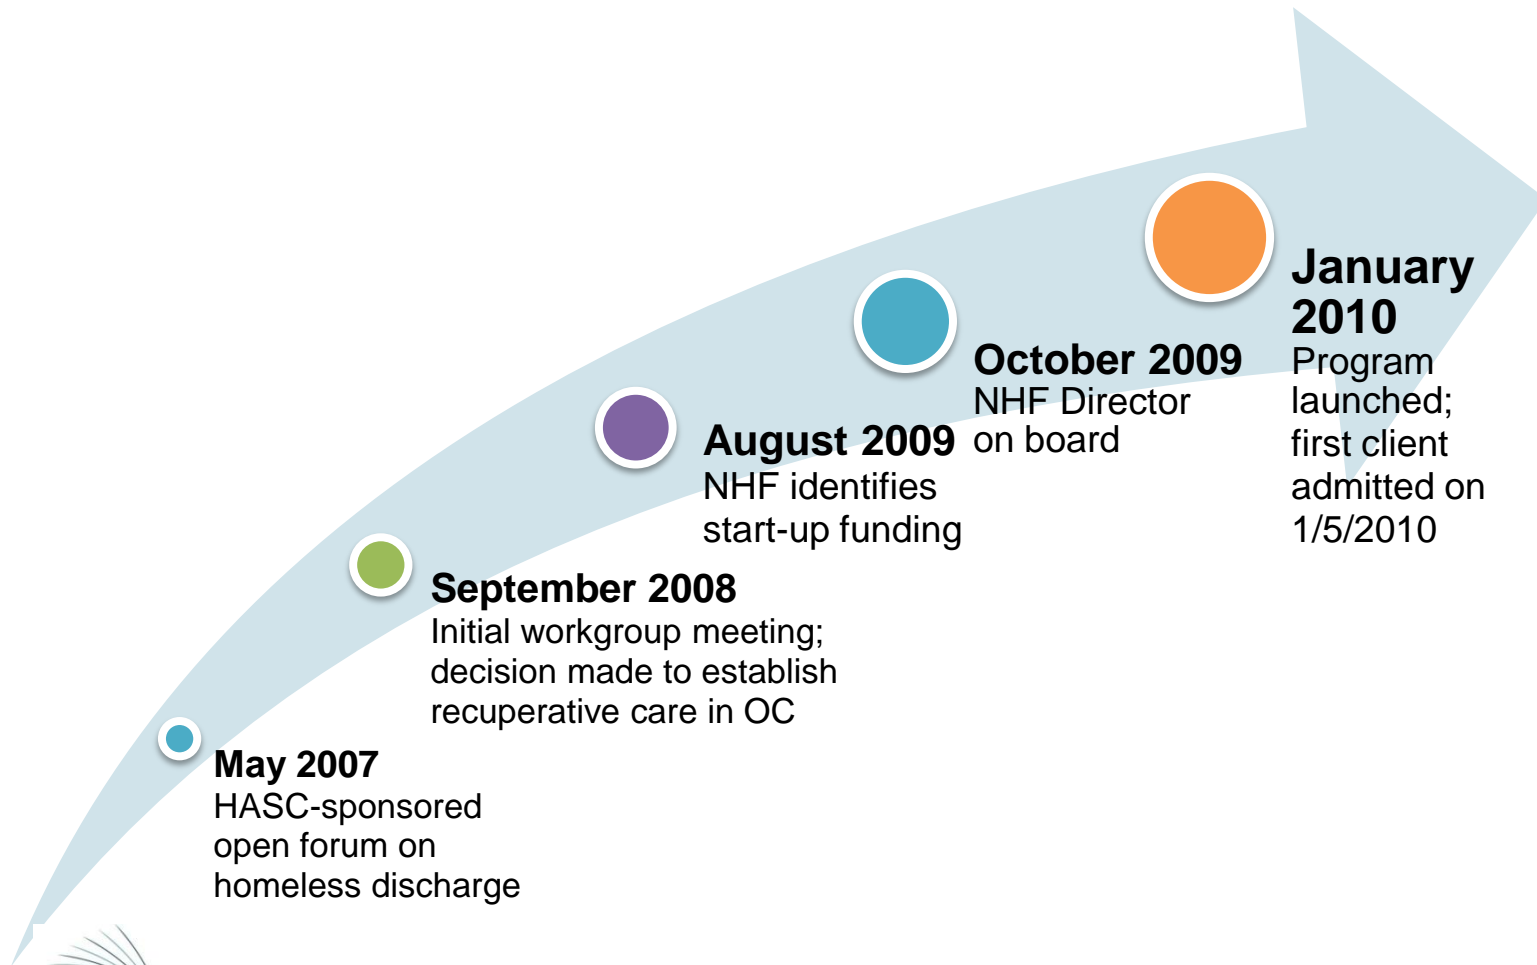 May 2007
HASC-sponsored
open forum on
homeless discharge
September 2008
Initial workgroup meeting;
decision made to establish
recuperative care in OC
August 2009
NHF identifies
start-up funding
October 2009
NHF Director
on board
January
2010
Program
launched;
first client
admitted on
1/5/2010